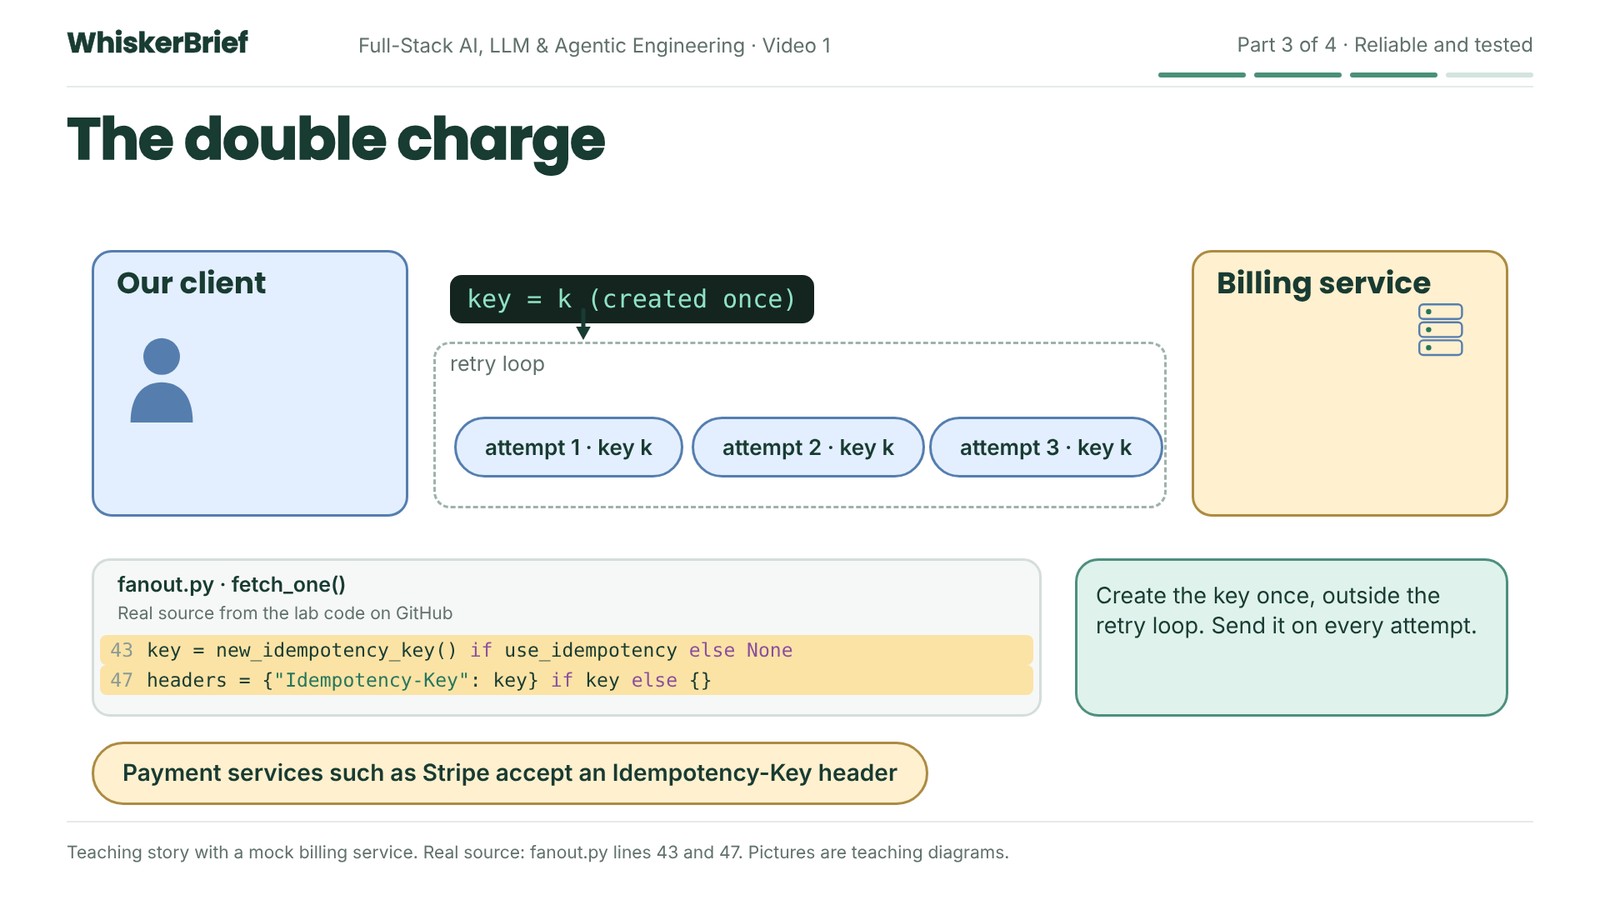 WhiskerBrief
Full-Stack AI, LLM & Agentic Engineering · Video 1
Part 3 of 4 · Reliable and tested
The double charge
Our client
key = k (created once)
retry loop
attempt 1 · key k
attempt 2 · key k
attempt 3 · key k
Billing service
fanout.py · fetch_one()
Real source from the lab code on GitHub
43 key = new_idempotency_key() if use_idempotency else None
47 headers = {"Idempotency-Key": key} if key else {}
Create the key once, outside the
retry loop. Send it on every attempt.
Payment services such as Stripe accept an Idempotency-Key header
Teaching story with a mock billing service. Real source: fanout.py lines 43 and 47. Pictures are teaching diagrams.